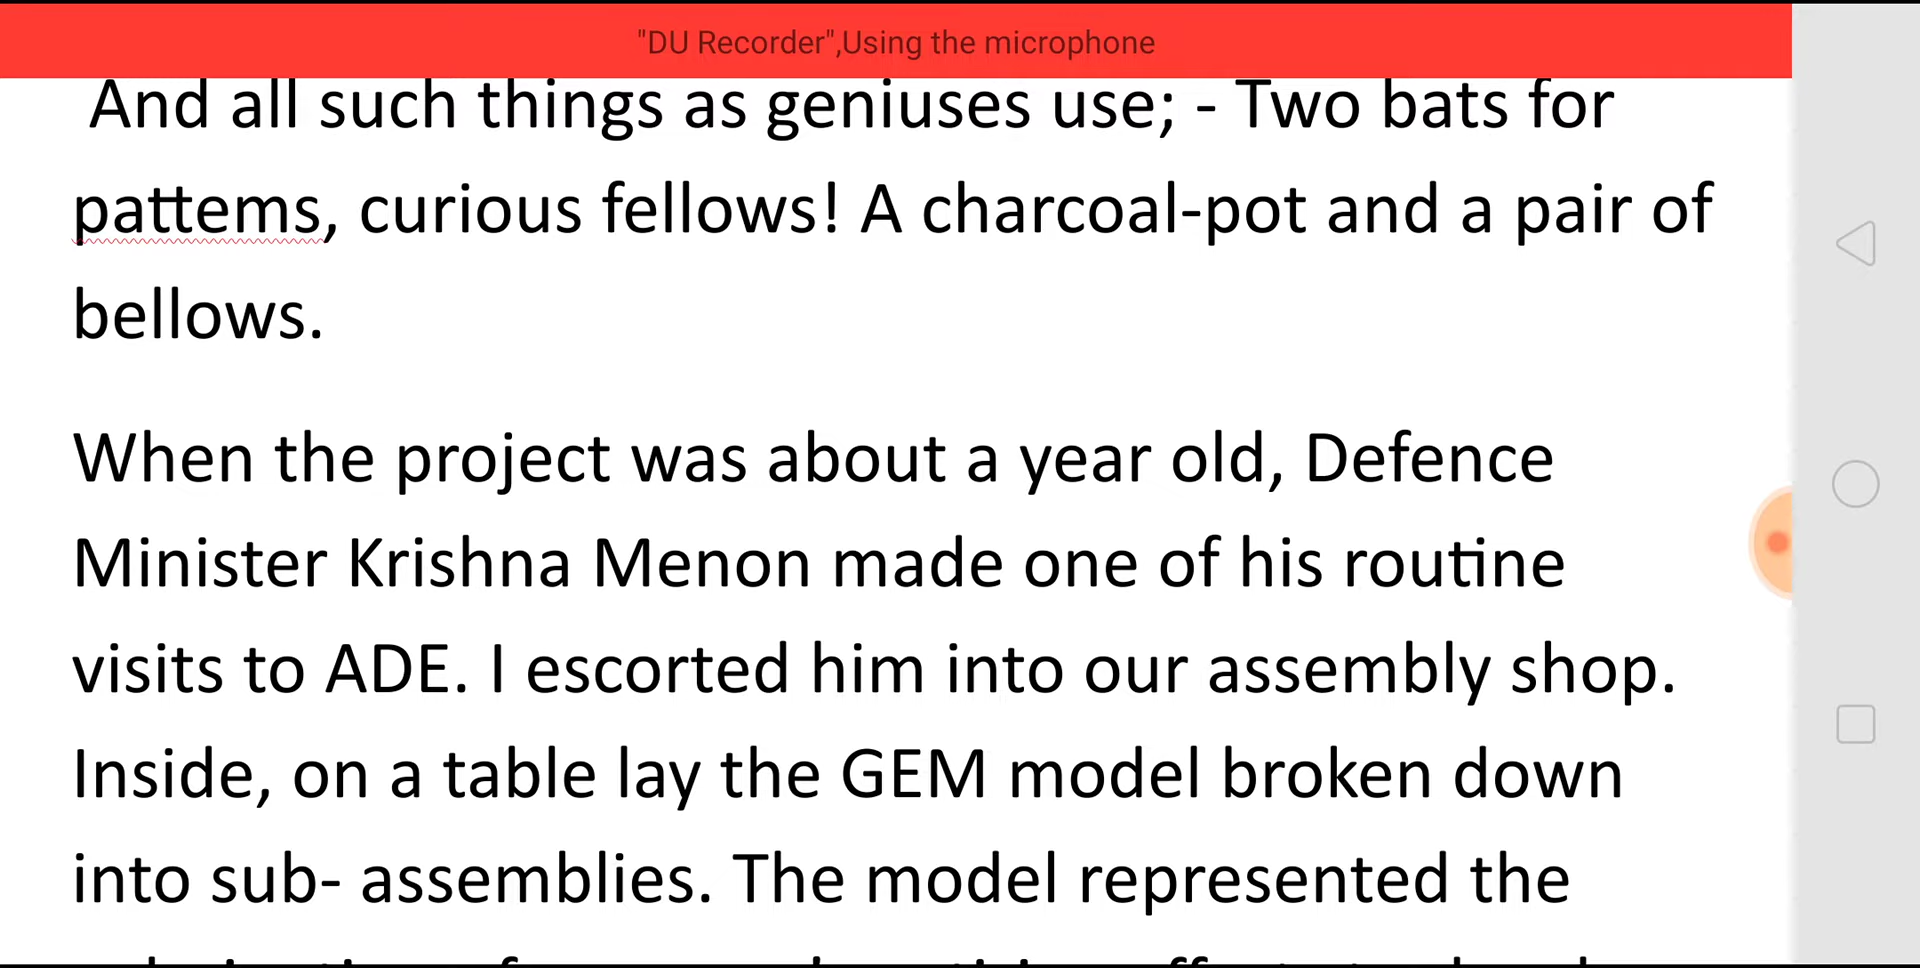 "DU Recorder",Using the microphone
And all such things as geniuses use; - Two bats for
pattems, curious fellows! A charcoal-pot and a pair of
bellows.
When the project was about a year old, Defence
Minister Krishna Menon made one of his routine
visits to ADE. I escorted him into our assembly shop.
Inside, on a table lay the GEM model broken down
into sub- assemblies. The model represented the